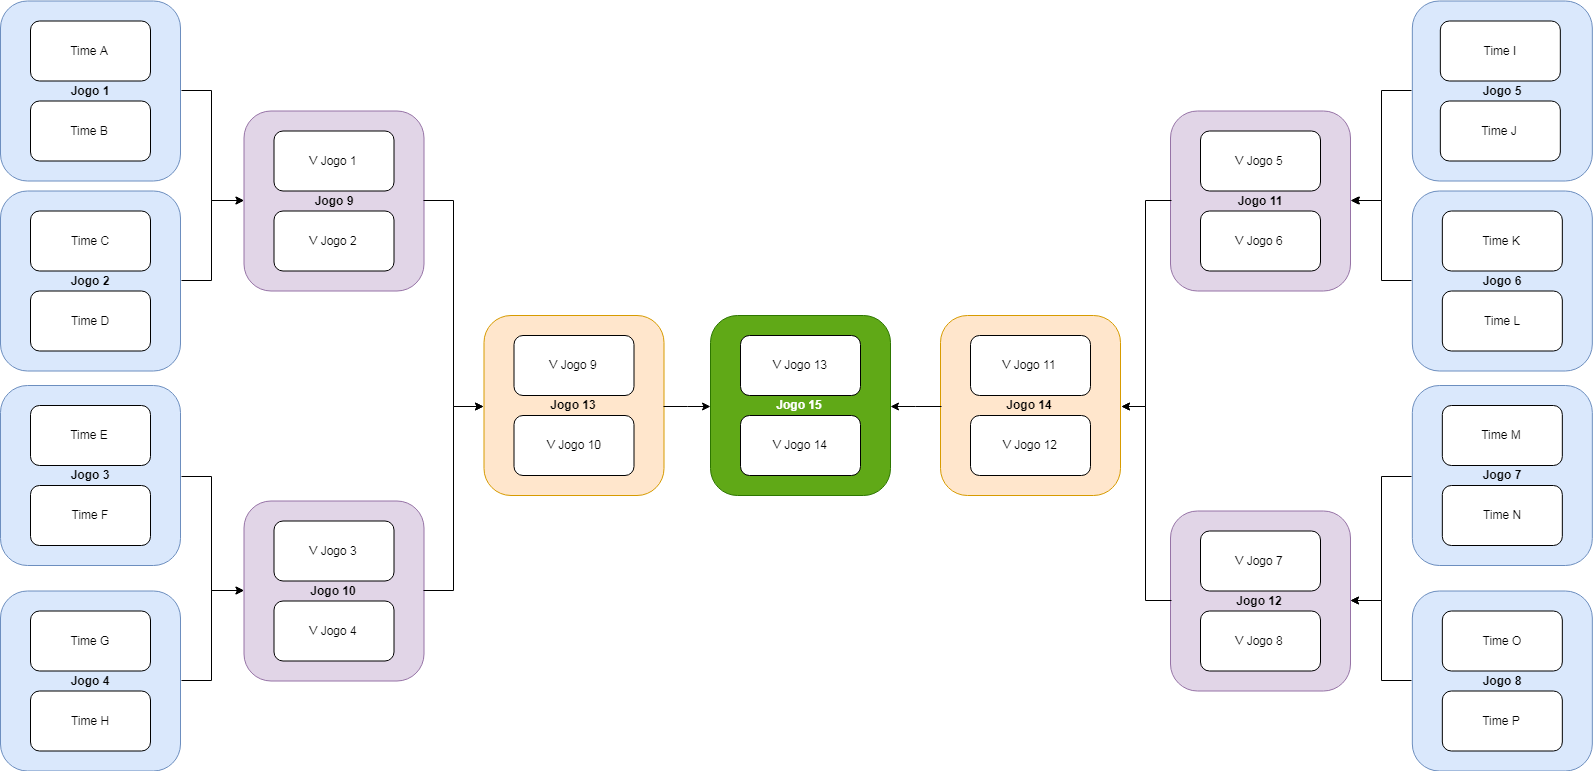 Time A
Jogo 1
Time B
Time C
Jogo 2
Time D
Time E
Jogo 3
Time F
Time G
Jogo 4
Time H
V Jogo 1
Jogo 9
V Jogo 2
V Jogo 3
Jogo 10
V Jogo 4
V Jogo 9
Jogo 13
V Jogo 10
V Jogo 13
Jogo 15
V Jogo 14
V Jogo 11
Jogo 14
V Jogo 12
V Jogo 5
Jogo 11
V Jogo 6
V Jogo 7
Jogo 12
V Jogo 8
Time I
Jogo 5
Time J
Time K
Jogo 6
Time L
Time M
Jogo 7
Time N
Time O
Jogo 8
Time P